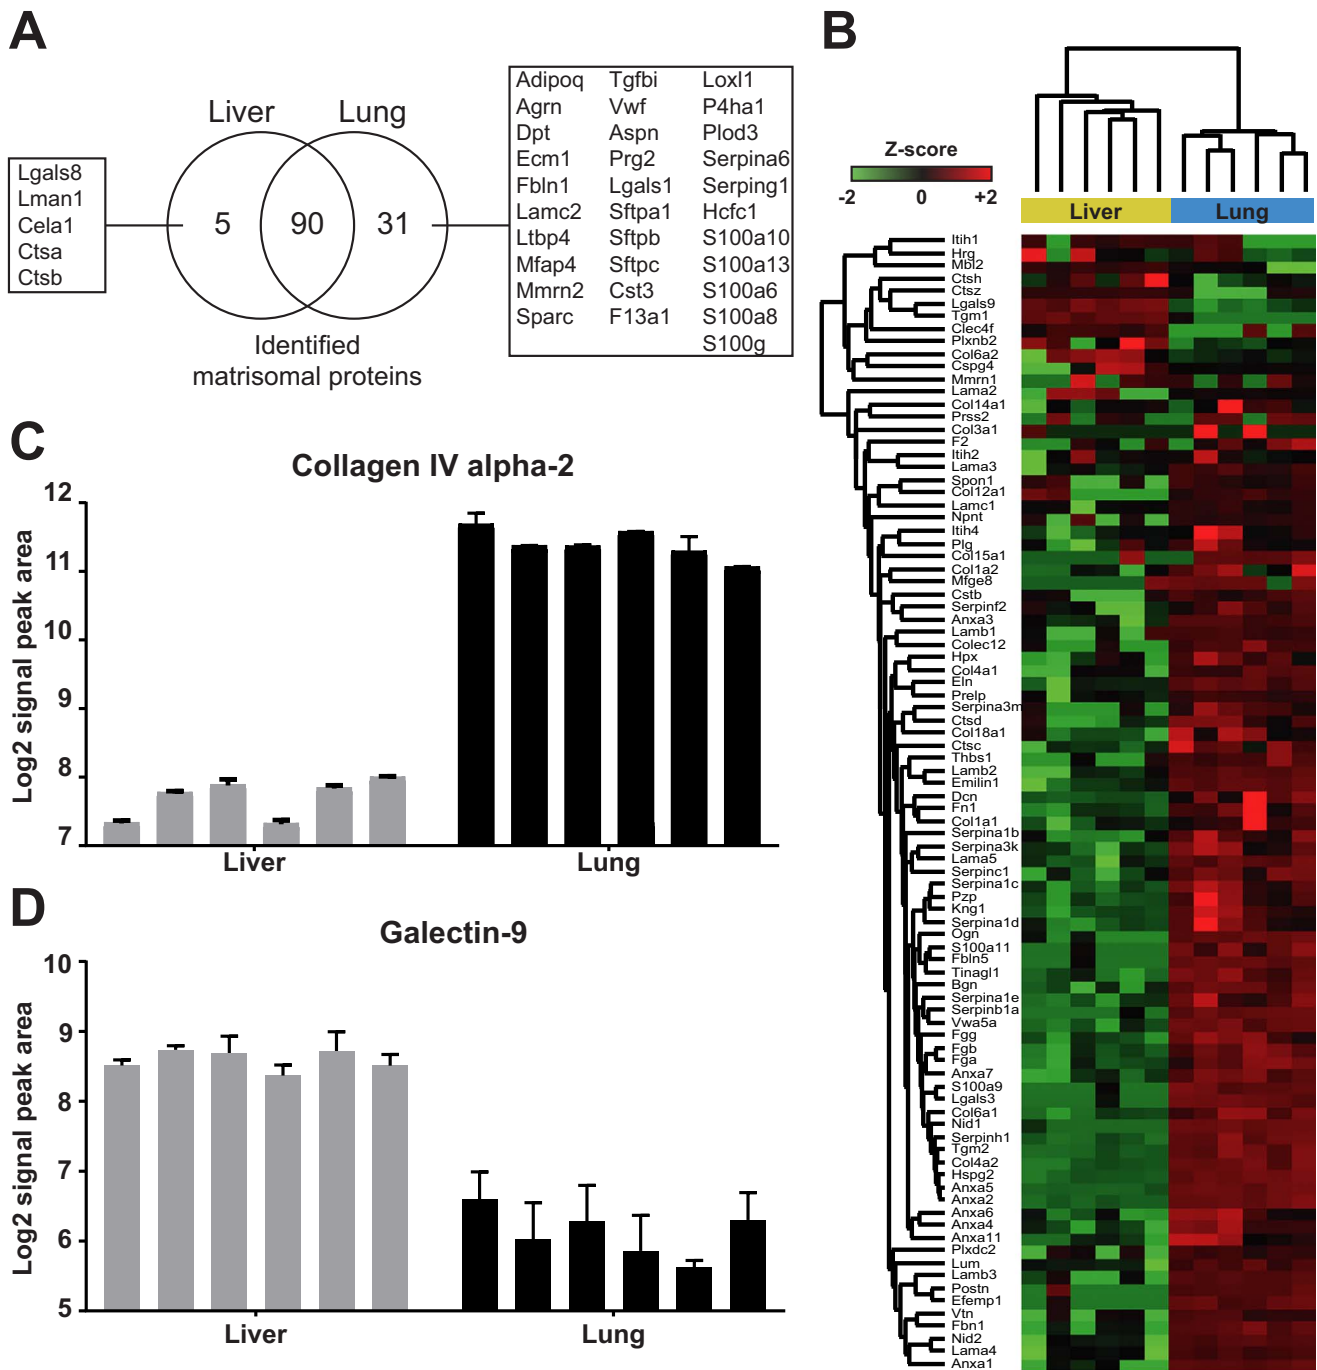 A
Liver
Lung
Lgals8
Lman1
Cela1
Ctsa
Ctsb
5
90
31
Identified
matrisomal proteins
Adipoq Tgfbi Loxl1
Agrn Vwf P4ha1
Dpt Aspn Plod3
Ecm1 Prg2 Serpina6
Fbln1 Lgals1 Serping1
Lamc2 Sftpa1 Hcfc1
Ltbp4 Sftpb S100a10
Mfap4 Sftpc S100a13
Mmrn2 Cst3 S100a6
Sparc F13a1 S100a8
S100g
B
Z-score
-2 0 +2
Liver Lung
Itih1
Hrg
Mbl2
Ctsh
Ctsz
Lgals9
Tgm1
Clec4f
Plxnb2
Col6a2
Cspg4
Mmrn1
Lama2
Col14a1
Prss2
Col3a1
F2
Itih2
Lama3
Spon1
Col12a1
Lamc1
Npnt
Itih4
Plg
Col15a1
Col1a2
Mfge8
Cstb
Serpinf2
Anxa3
Lamb1
Colec12
Hpx
Col4a1
Eln
Prelp
Serpina3m
Ctsd
Col18a1
Ctsc
Thbs1
Lamb2
Emilin1
Dcn
Fn1
Col1a1
Serpina1b
Serpina3k
Lama5
Serpinc1
Serpina1c
Pzp
Kng1
Serpina1d
Ogn
S100a11
Fbln5
Tinagl1
Bgn
Serpina1e
Serpinb1a
Vwa5a
Fgg
Fgb
Fga
Anxa7
S100a9
Lgals3
Col6a1
Nid1
Serpinh1
Tgm2
Col4a2
Hspg2
Anxa5
Anxa2
Anxa6
Anxa4
Anxa11
Plxdc2
Lum
Lamb3
Postn
Efemp1
Vtn
Fbn1
Nid2
Lama4
Anxa1
C
Collagen IV alpha-2
Log2 signal peak area
12
11
10
9
8
7
Liver
Lung
D
Galectin-9
Log2 signal peak area
10
9
8
7
6
5
Liver
Lung